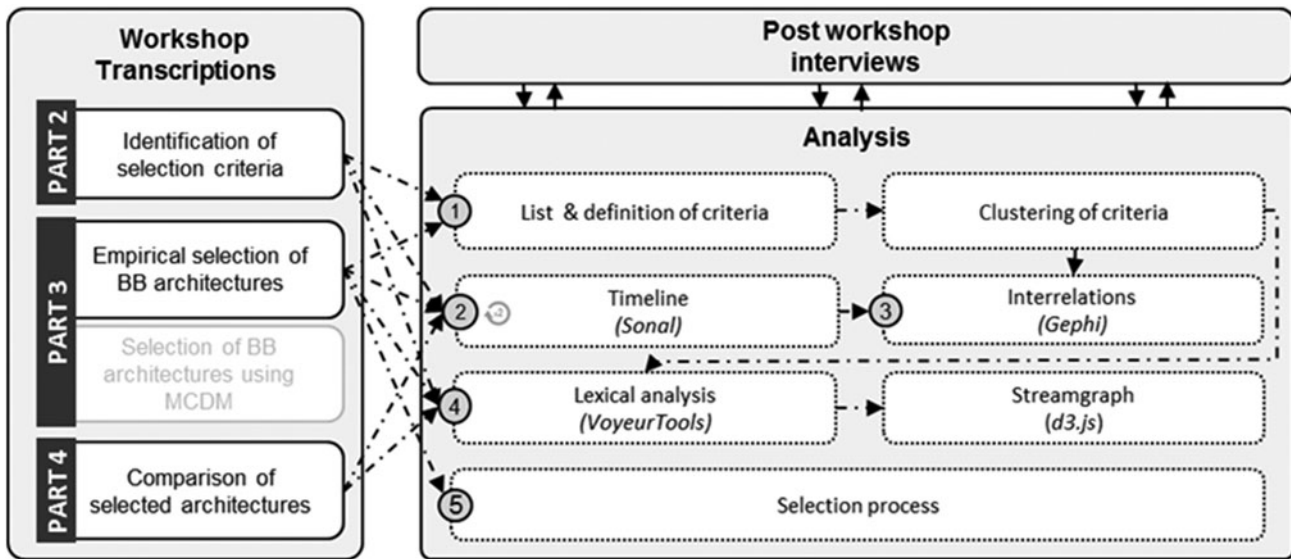 Workshop
Transcriptions
PART 2
Identification of
selection criteria
PART 3
Empirical selection of
BB architectures
Selection of BB
architectures using
MCDM
PART 4
Comparison of
selected architectures
Post workshop
interviews
Analysis
1
List & definition of criteria
Clustering of criteria
2
x2
Timeline
(Sonal)
3
Interrelations
(Gephi)
4
Lexical analysis
(VoyeurTools)
Streamgraph
(d3.js)
5
Selection process